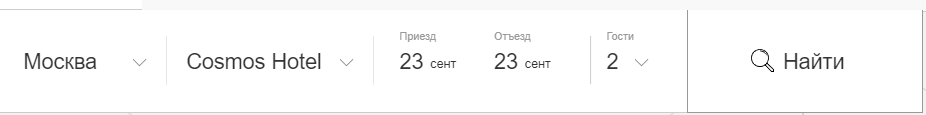 Приезд Отъезд Гости
Москва Cosmos Hotel 23 сент 23 сент 2 Найти